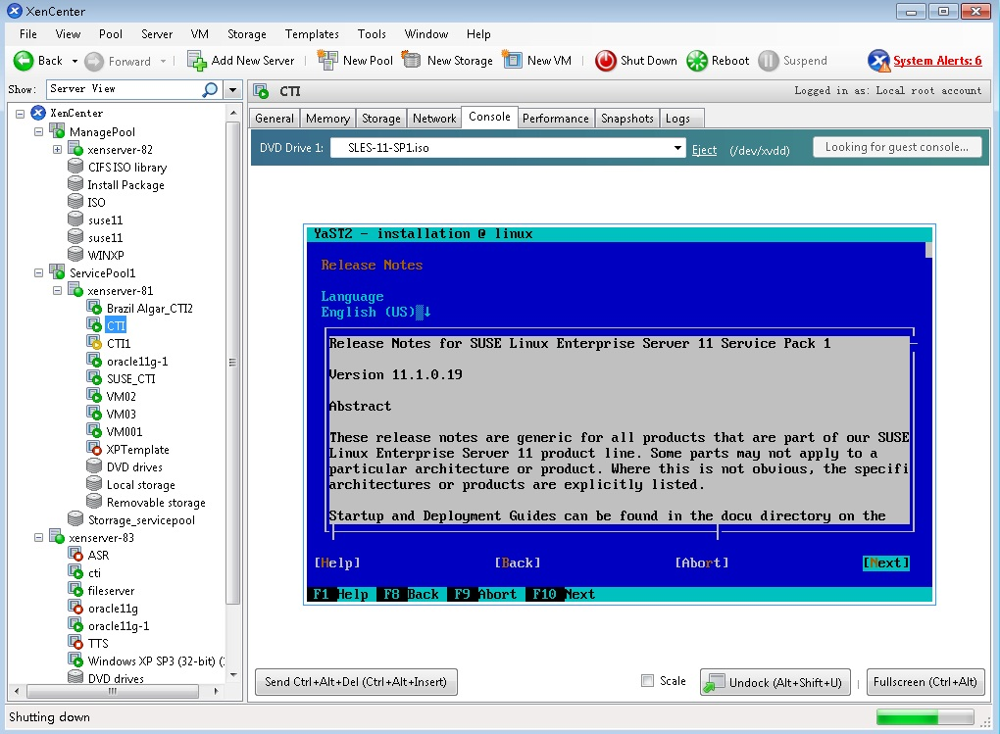 XenCenter
File View Pool Server VM Storage Templates Tools Window Help
Back Forward Add New Server New Pool New Storage New VM Shut Down Reboot Suspend System Alerts: 6
Show: Server View
CTI
Logged in as: Local root account
XenCenter
ManagePool
xenserver-82
CIFS ISO library
Install Package
ISO
suse11
suse11
WINXP
ServicePool1
xenserver-81
Brazil Algar_CTI2
CTI
CTI1
oracle11g-1
SUSE_CTI
VM02
VM03
VM001
XPTemplate
DVD drives
Local storage
Removable storage
Storrage_servicepool
xenserver-83
ASR
cti
fileserver
oracle11g
oracle11g-1
TTS
Windows XP SP3 (32-bit) (
DVD drives
General Memory Storage Network Console Performance Snapshots Logs
DVD Drive 1: SLES-11-SP1.iso Eject (/dev/xvdd) Looking for guest console...
YaST2 - installation @ linux
Release Notes
Language
English (US)
Release Notes for SUSE Linux Enterprise Server 11 Service Pack 1
Version 11.1.0.19
Abstract
These release notes are generic for all products that are part of our SUSE
Linux Enterprise Server 11 product line. Some parts may not apply to a
particular architecture or product. Where this is not obvious, the specifi
architectures or products are explicitly listed.
Startup and Deployment Guides can be found in the docu directory on the
[Help] [Back] [Abort] [Next]
F1 Help F8 Back F9 Abort F10 Next
Send Ctrl+Alt+Del (Ctrl+Alt+Insert) Scale Undock (Alt+Shift+U) Fullscreen (Ctrl+Alt)
Shutting down